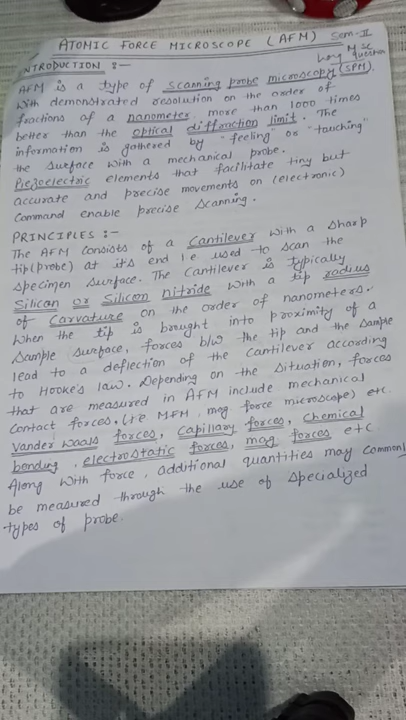 ATOMIC FORCE MICROSCOPE (AFM) Sem-II
M.Sc
Long question
INTRODUCTION :-
AFM is a type of scanning probe microscopy (SPM).
With demonstrated resolution on the order of
fractions of a nanometer, more than 1000 times
better than the optical diffraction limit. The
information is gathered by "feeling" or "touching"
the surface with a mechanical probe.
Piezoelectric elements that facilitate tiny but
accurate and precise movements on (electronic)
Command enable precise scanning.
PRINCIPLES :-
The AFM consists of a Cantilever with a sharp
tip (probe) at it's end i.e used to scan the
specimen surface. The Cantilever is typically
Silicon or Silicon Nitride with a tip radius
of Carvature on the order of nanometers.
When the tip is brought into proximity of a
sample surface, forces b/w the tip and the sample
lead to a deflection of the cantilever according
to Hooke's law. Depending on the situation, forces
that are measured in AFM include mechanical
contact forces. (i.e MFM, mag force microscope) etc.
Vander Waals forces, Capillary forces, Chemical
bonding, electrostatic forces, mag forces etc
Along with force, additional quantities may commonly
be measured through the use of specialized
types of probe.